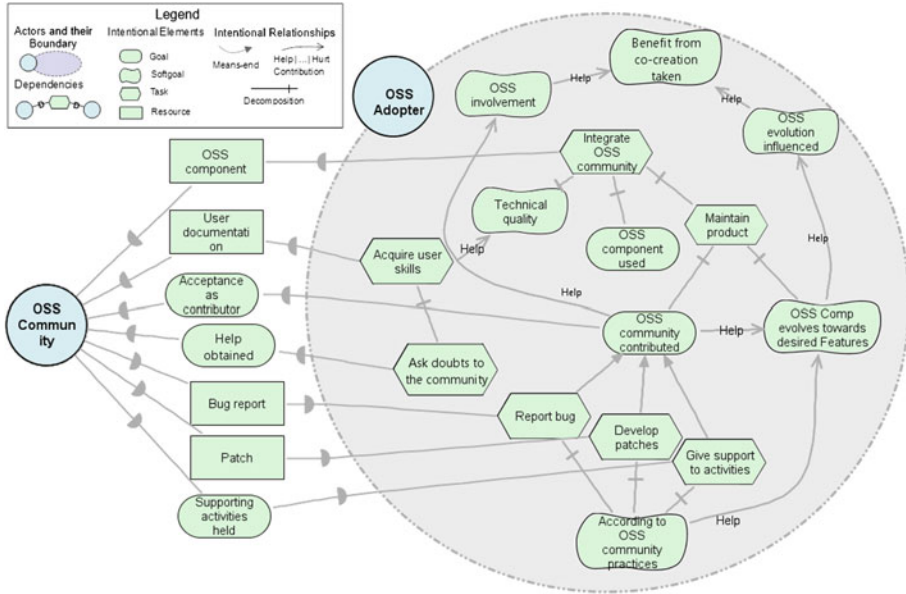 Legend
Actors and their
Boundary
Intentional Elements
Intentional Relationships
Goal
Softgoal
Task
Resource
Means-end
Help|....| Hurt
Contribution
Decomposition
Dependencies
D
D
OSS
Adopter
Benefit from
co-creation
taken
Help
OSS
involvement
Help
OSS
evolution
influenced
OSS
component
Integrate
OSS
community
User
documentati
on
Technical
quality
Maintain
product
Acquire user
skills
Help
OSS
component
used
Help
Acceptance
as
contributor
Help
OSS
Commun
ity
OSS
community
contributed
Help
OSS Comp
evolves towards
desired Features
Help
obtained
Ask doubts to
the community
Bug report
Report bug
Develop
patches
Patch
Give support
to activities
Supporting
activities
held
According to
OSS
community
practices
Help